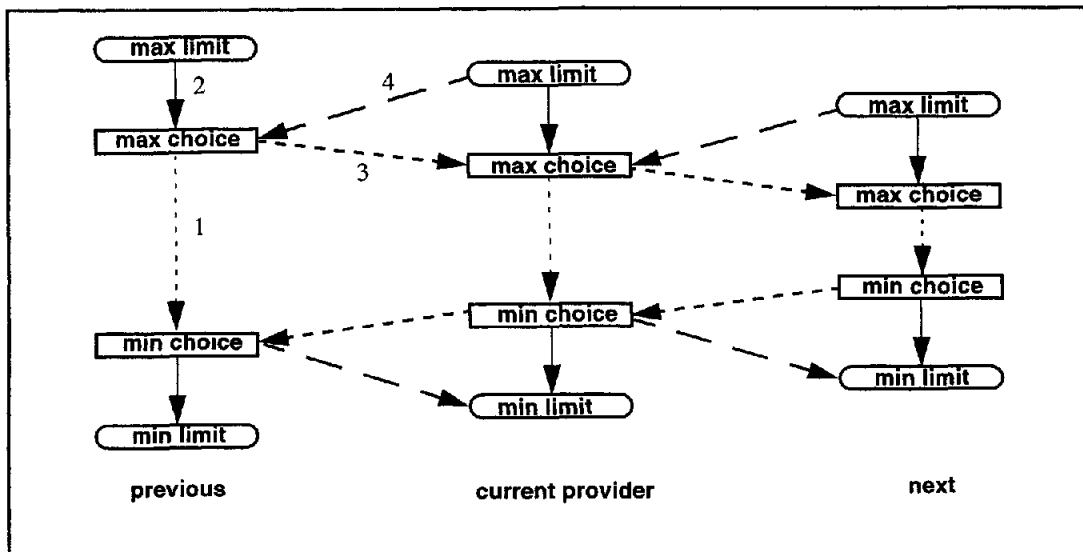 max limit
2
max choice
1
min choice
min limit
previous
4
3
max limit
max choice
min choice
min limit
current provider
max limit
max choice
min choice
min limit
next